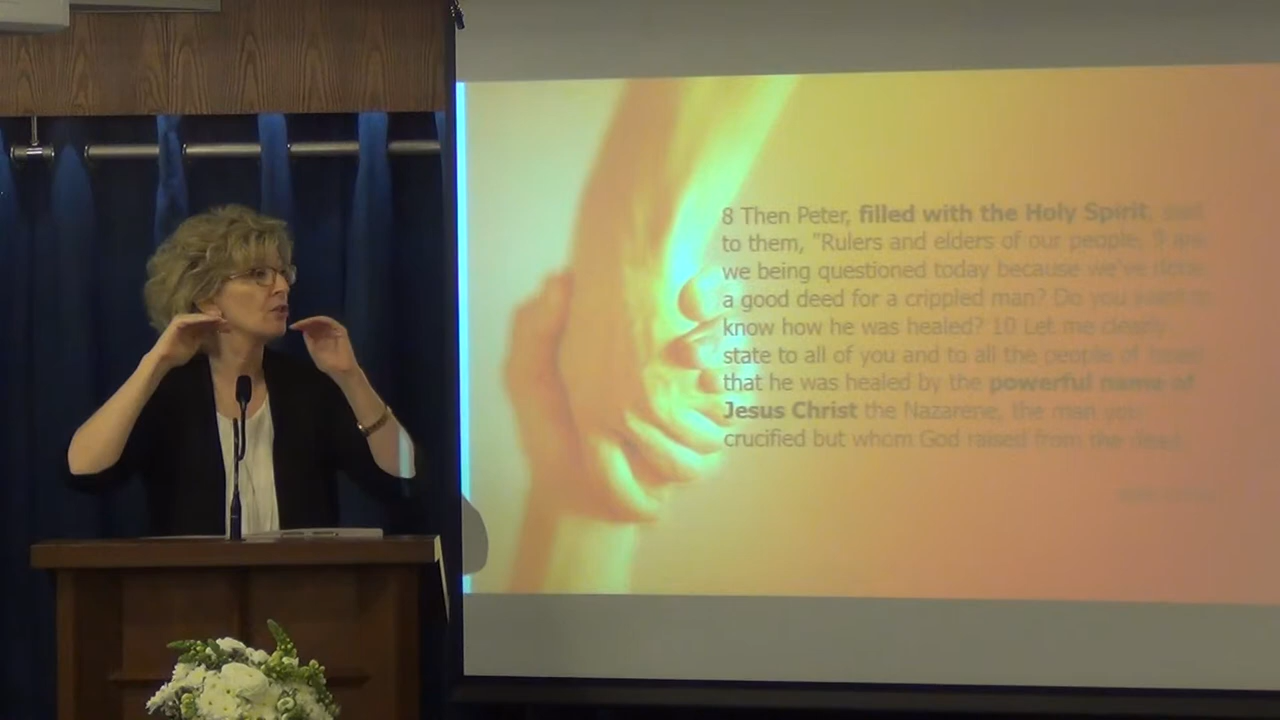 8 Then Peter, filled with the Holy Spirit, said
to them, "Rulers and elders of our people, 9 are
we being questioned today because we've done
a good deed for a crippled man? Do you want to
know how he was healed? 10 Let me clearly
state to all of you and to all the people of Israel
that he was healed by the powerful name of
Jesus Christ the Nazarene, the man you
crucified but whom God raised from the dead.